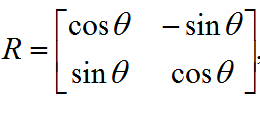 R = [ cos θ  − sin θ
sin θ  cos θ ],